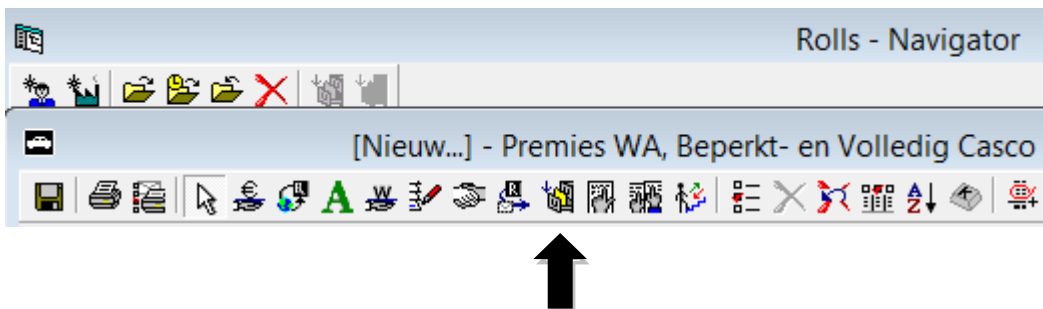 Rolls - Navigator
[Nieuw...] - Premies WA, Beperkt- en Volledig Casco